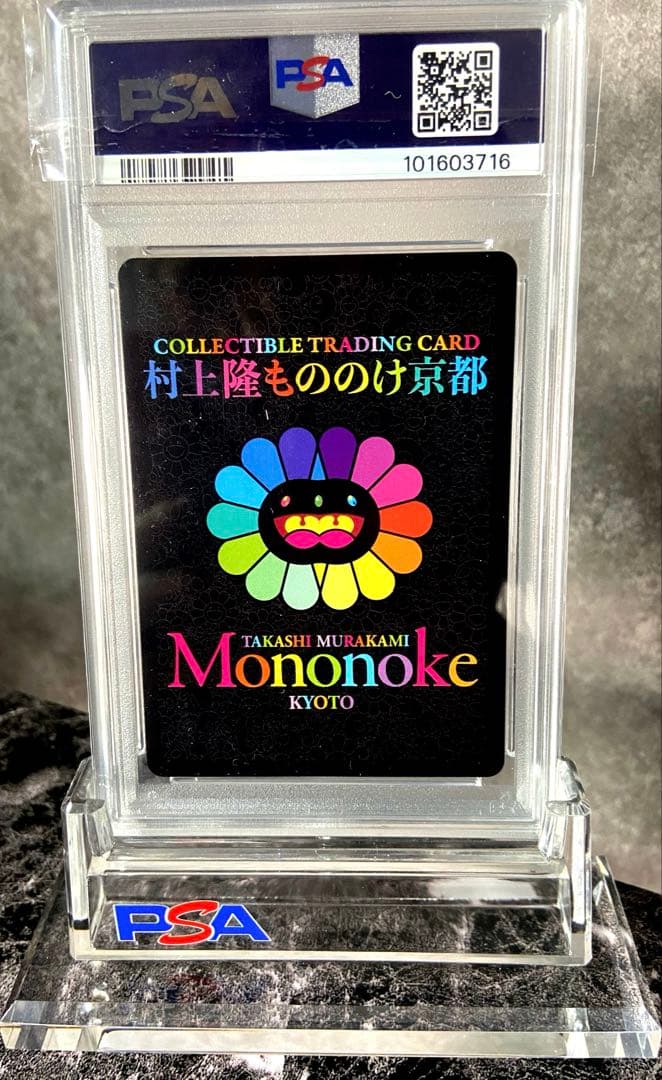 PSA
PSA
101603716
COLLECTIBLE TRADING CARD
村上隆もののけ京都
TAKASHI MURAKAMI
Mononoke
KYOTO
PSA